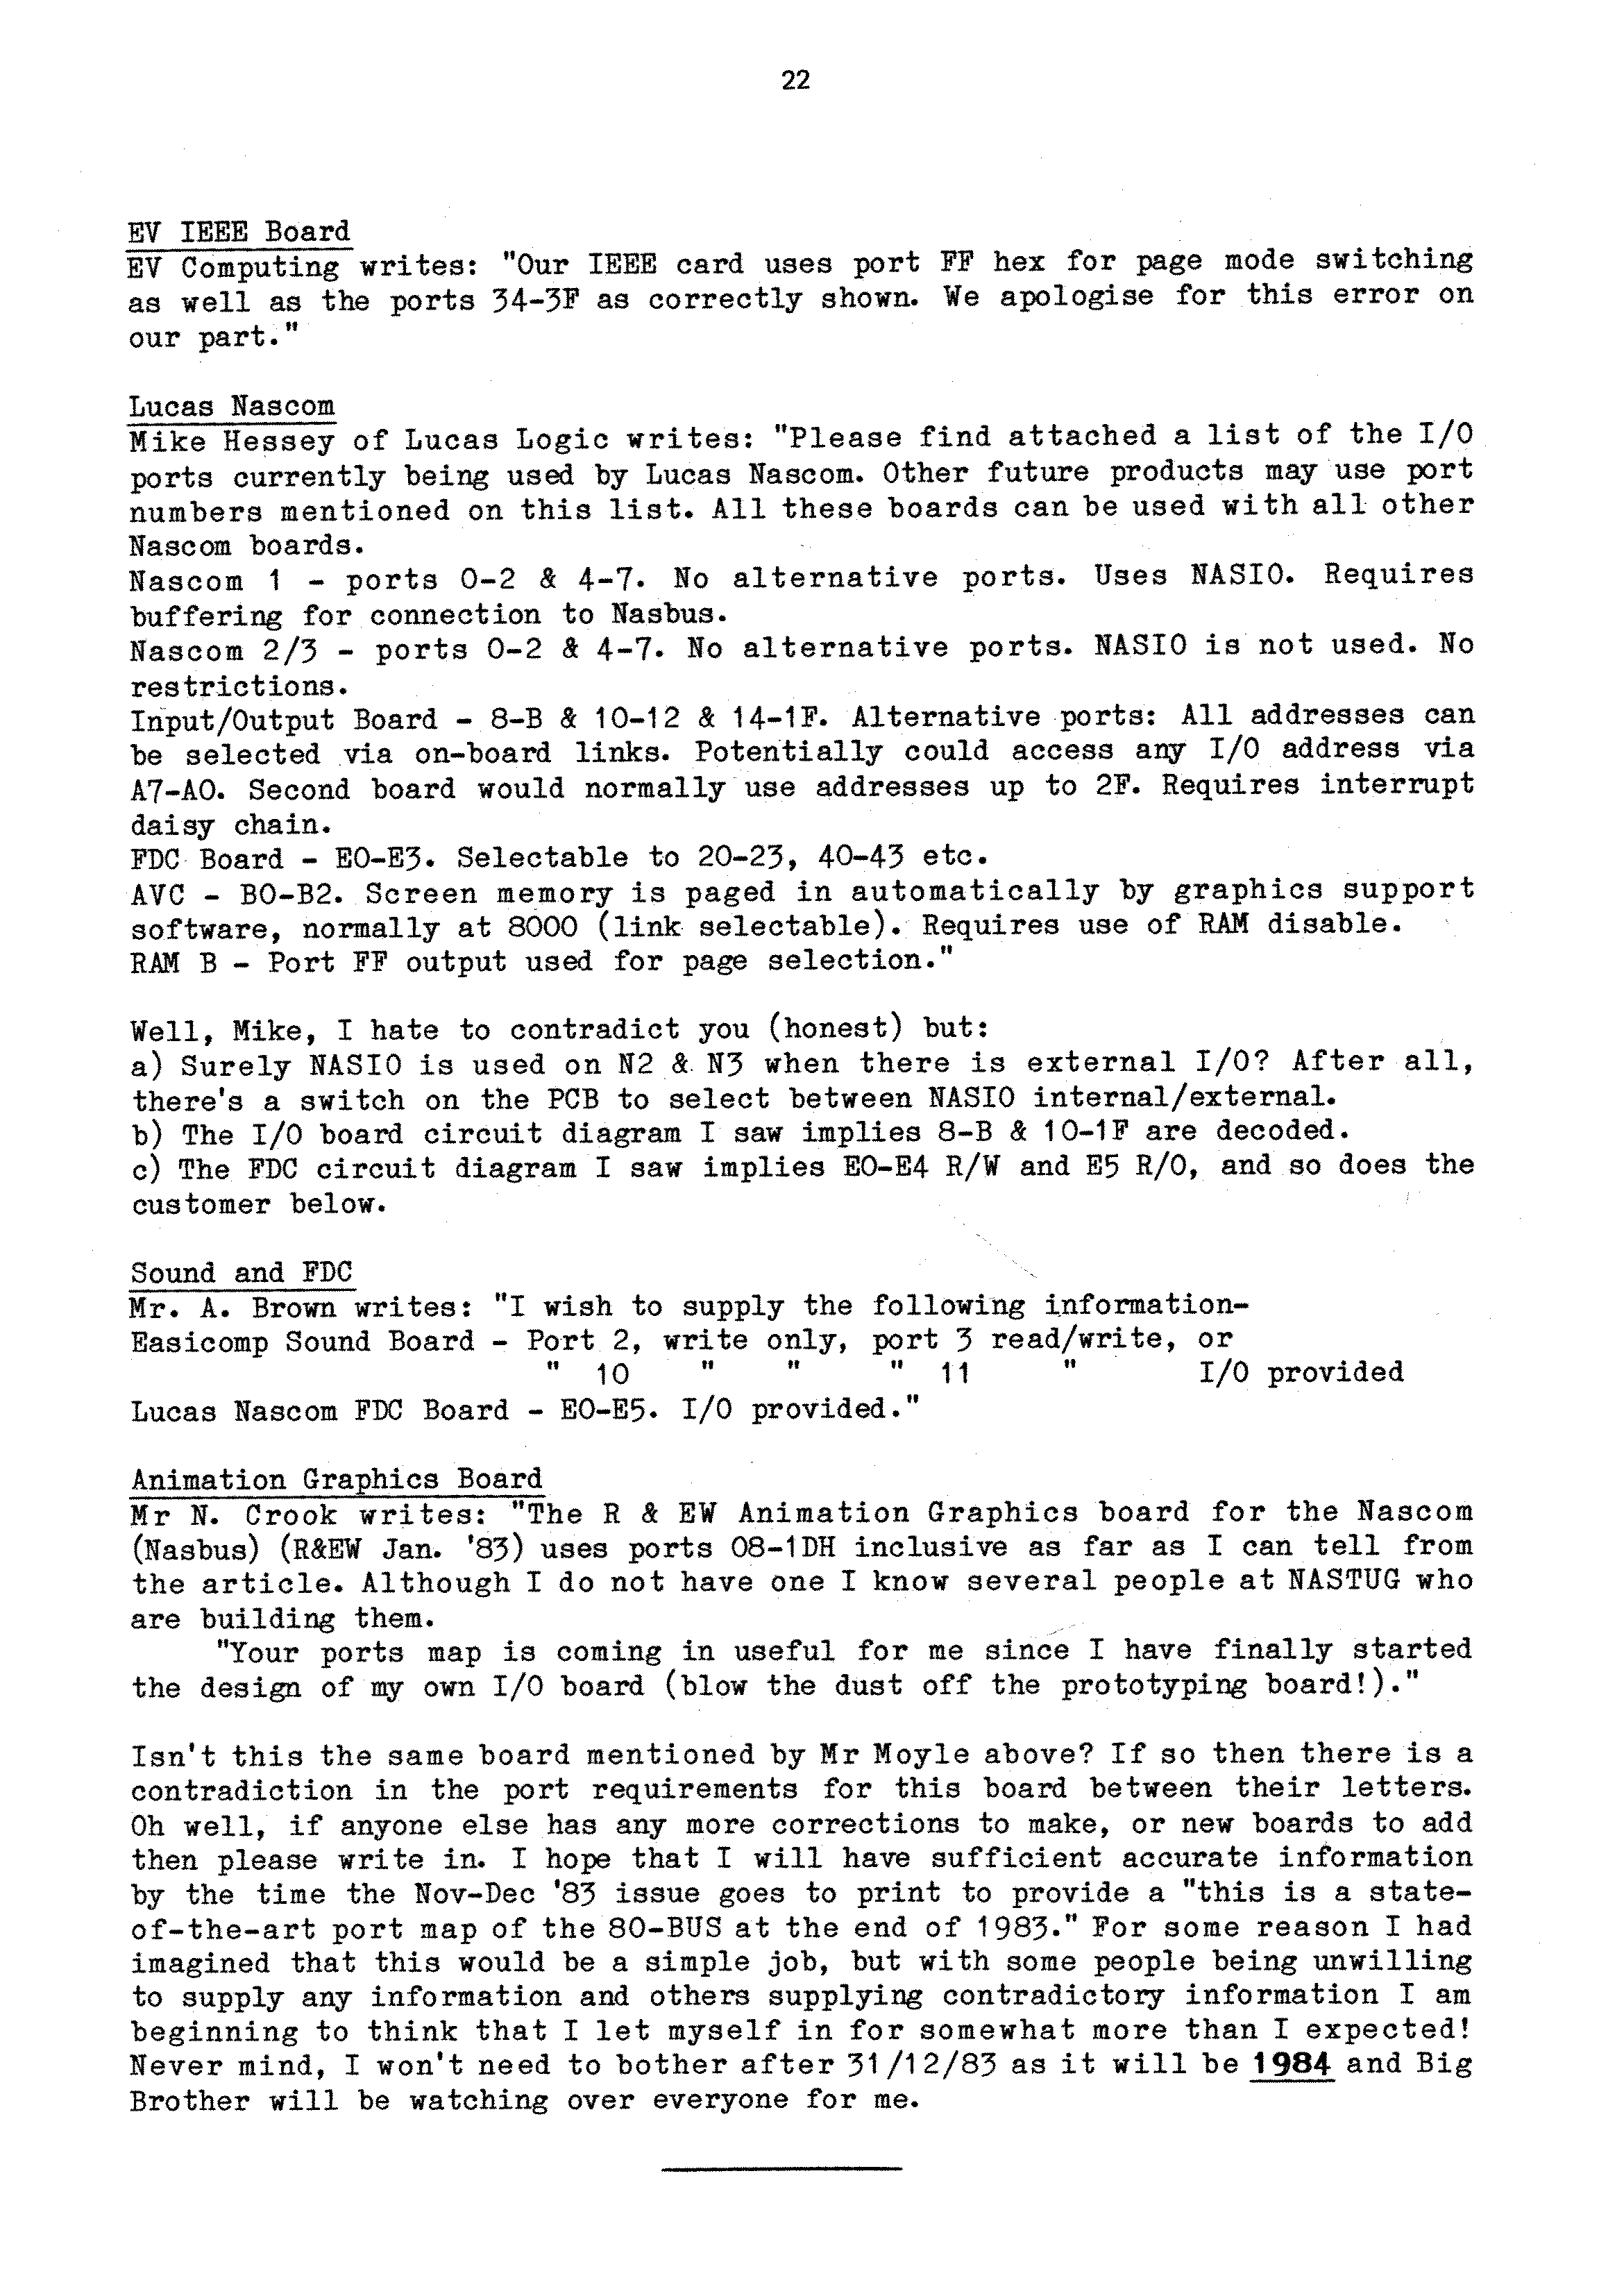 22
EV IEEE Board
EV Computing writes: "Our IEEE card uses port FF hex for page mode switching
as well as the ports 34-3F as correctly shown. We apologise for this error on
our part."
Lucas Nascom
Mike Hessey of Lucas Logic writes: "Please find attached a list of the I/O
ports currently being used by Lucas Nascom. Other future products may use port
numbers mentioned on this list. All these boards can be used with all other
Nascom boards.
Nascom 1 - ports 0-2 & 4-7. No alternative ports. Uses NASIO. Requires
buffering for connection to Nasbus.
Nascom 2/3 - ports 0-2 & 4-7. No alternative ports. NASIO is not used. No
restrictions.
Input/Output Board - 8-B & 10-12 & 14-1F. Alternative ports: All addresses can
be selected via on-board links. Potentially could access any I/O address via
A7-A0. Second board would normally use addresses up to 2F. Requires interrupt
daisy chain.
FDC Board - E0-E3. Selectable to 20-23, 40-43 etc.
AVC - B0-B2. Screen memory is paged in automatically by graphics support
software, normally at 8000 (link selectable). Requires use of RAM disable.
RAM B - Port FF output used for page selection."
Well, Mike, I hate to contradict you (honest) but:
a) Surely NASIO is used on N2 & N3 when there is external I/O? After all,
there's a switch on the PCB to select between NASIO internal/external.
b) The I/O board circuit diagram I saw implies 8-B & 10-1F are decoded.
c) The FDC circuit diagram I saw implies E0-E4 R/W and E5 R/O, and so does the
customer below.
Sound and FDC
Mr. A. Brown writes: "I wish to supply the following information-
Easicomp Sound Board - Port 2, write only, port 3 read/write, or
" 10 " " " 11 " I/O provided
Lucas Nascom FDC Board - E0-E5. I/O provided."
Animation Graphics Board
Mr N. Crook writes: "The R & EW Animation Graphics board for the Nascom
(Nasbus) (R&EW Jan. '83) uses ports 08-1DH inclusive as far as I can tell from
the article. Although I do not have one I know several people at NASTUG who
are building them.
"Your ports map is coming in useful for me since I have finally started
the design of my own I/O board (blow the dust off the prototyping board!)."
Isn't this the same board mentioned by Mr Moyle above? If so then there is a
contradiction in the port requirements for this board between their letters.
Oh well, if anyone else has any more corrections to make, or new boards to add
then please write in. I hope that I will have sufficient accurate information
by the time the Nov-Dec '83 issue goes to print to provide a "this is a state-
of-the-art port map of the 80-BUS at the end of 1983." For some reason I had
imagined that this would be a simple job, but with some people being unwilling
to supply any information and others supplying contradictory information I am
beginning to think that I let myself in for somewhat more than I expected!
Never mind, I won't need to bother after 31/12/83 as it will be 1984 and Big
Brother will be watching over everyone for me.